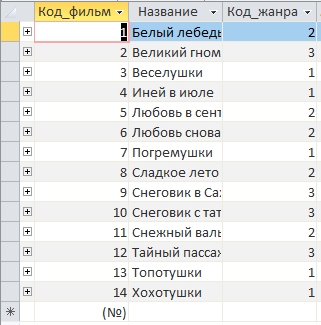 Код_фильм Название Код_жанра
1 Белый лебедь 2
2 Великий гном 3
3 Веселушки 1
4 Иней в июле 1
5 Любовь в сент 2
6 Любовь снова 2
7 Погремушки 1
8 Сладкое лето 2
9 Снеговик в Сах 3
10 Снеговик с тат 3
11 Снежный валь 2
12 Тайный пассаж 3
13 Топотушки 1
14 Хохотушки 1
(№)